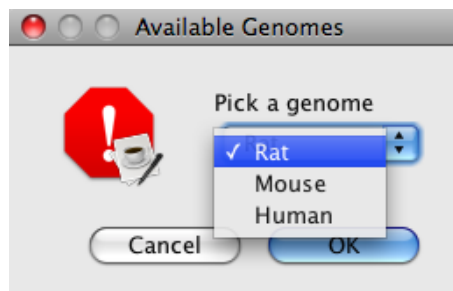 Available Genomes
Pick a genome
✓ Rat
Mouse
Human
Cancel
OK